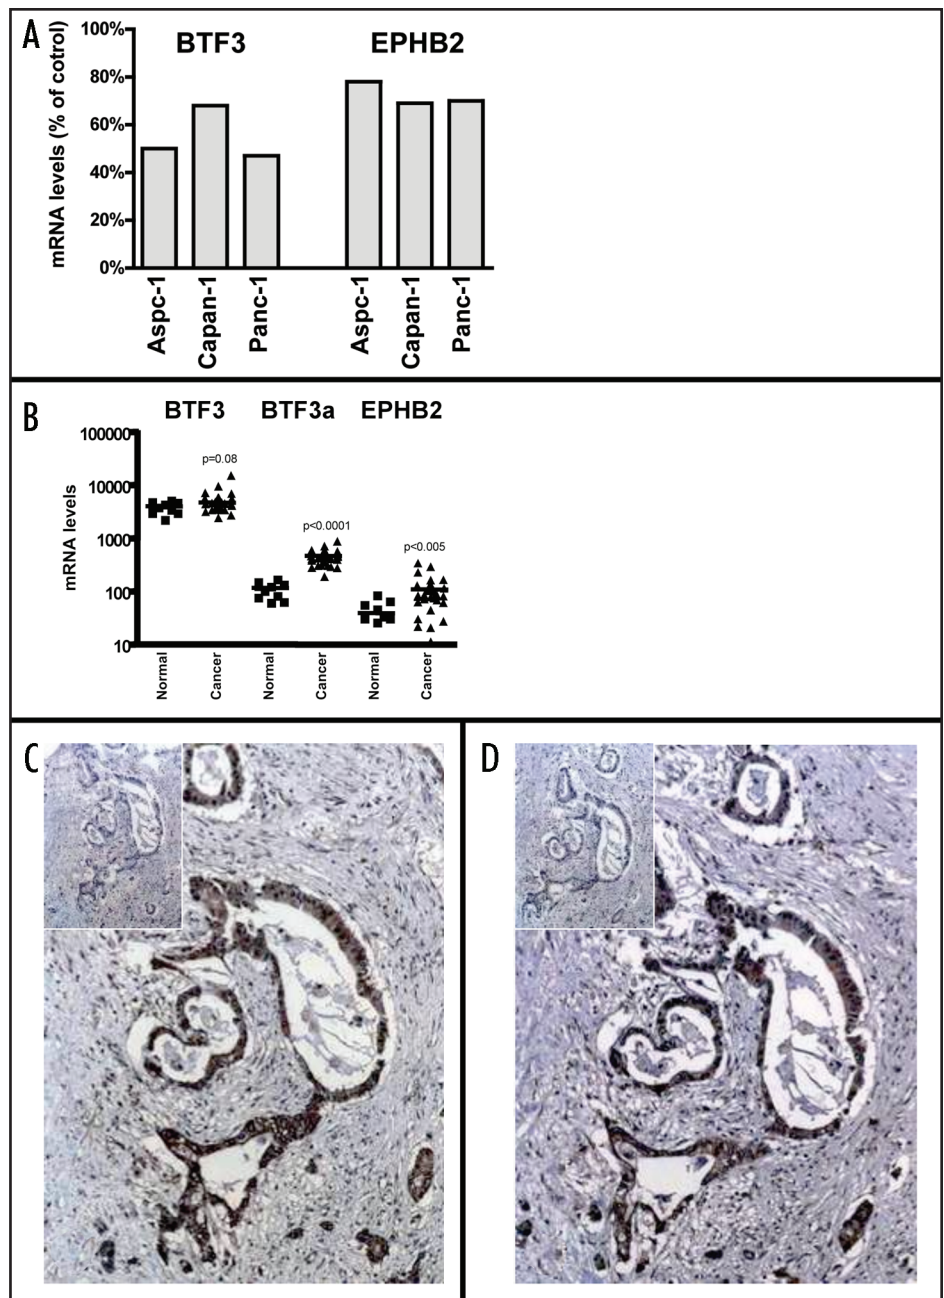 A
BTF3 EPHB2
mRNA levels (% of cotrol)
100%
80%
60%
40%
20%
0%
Aspc-1 Capan-1 Panc-1 Aspc-1 Capan-1 Panc-1
B
BTF3 BTF3a EPHB2
mRNA levels
100000
10000
1000
100
10
p=0.08
p<0.0001
p<0.005
Normal Cancer Normal Cancer Normal Cancer
C
D